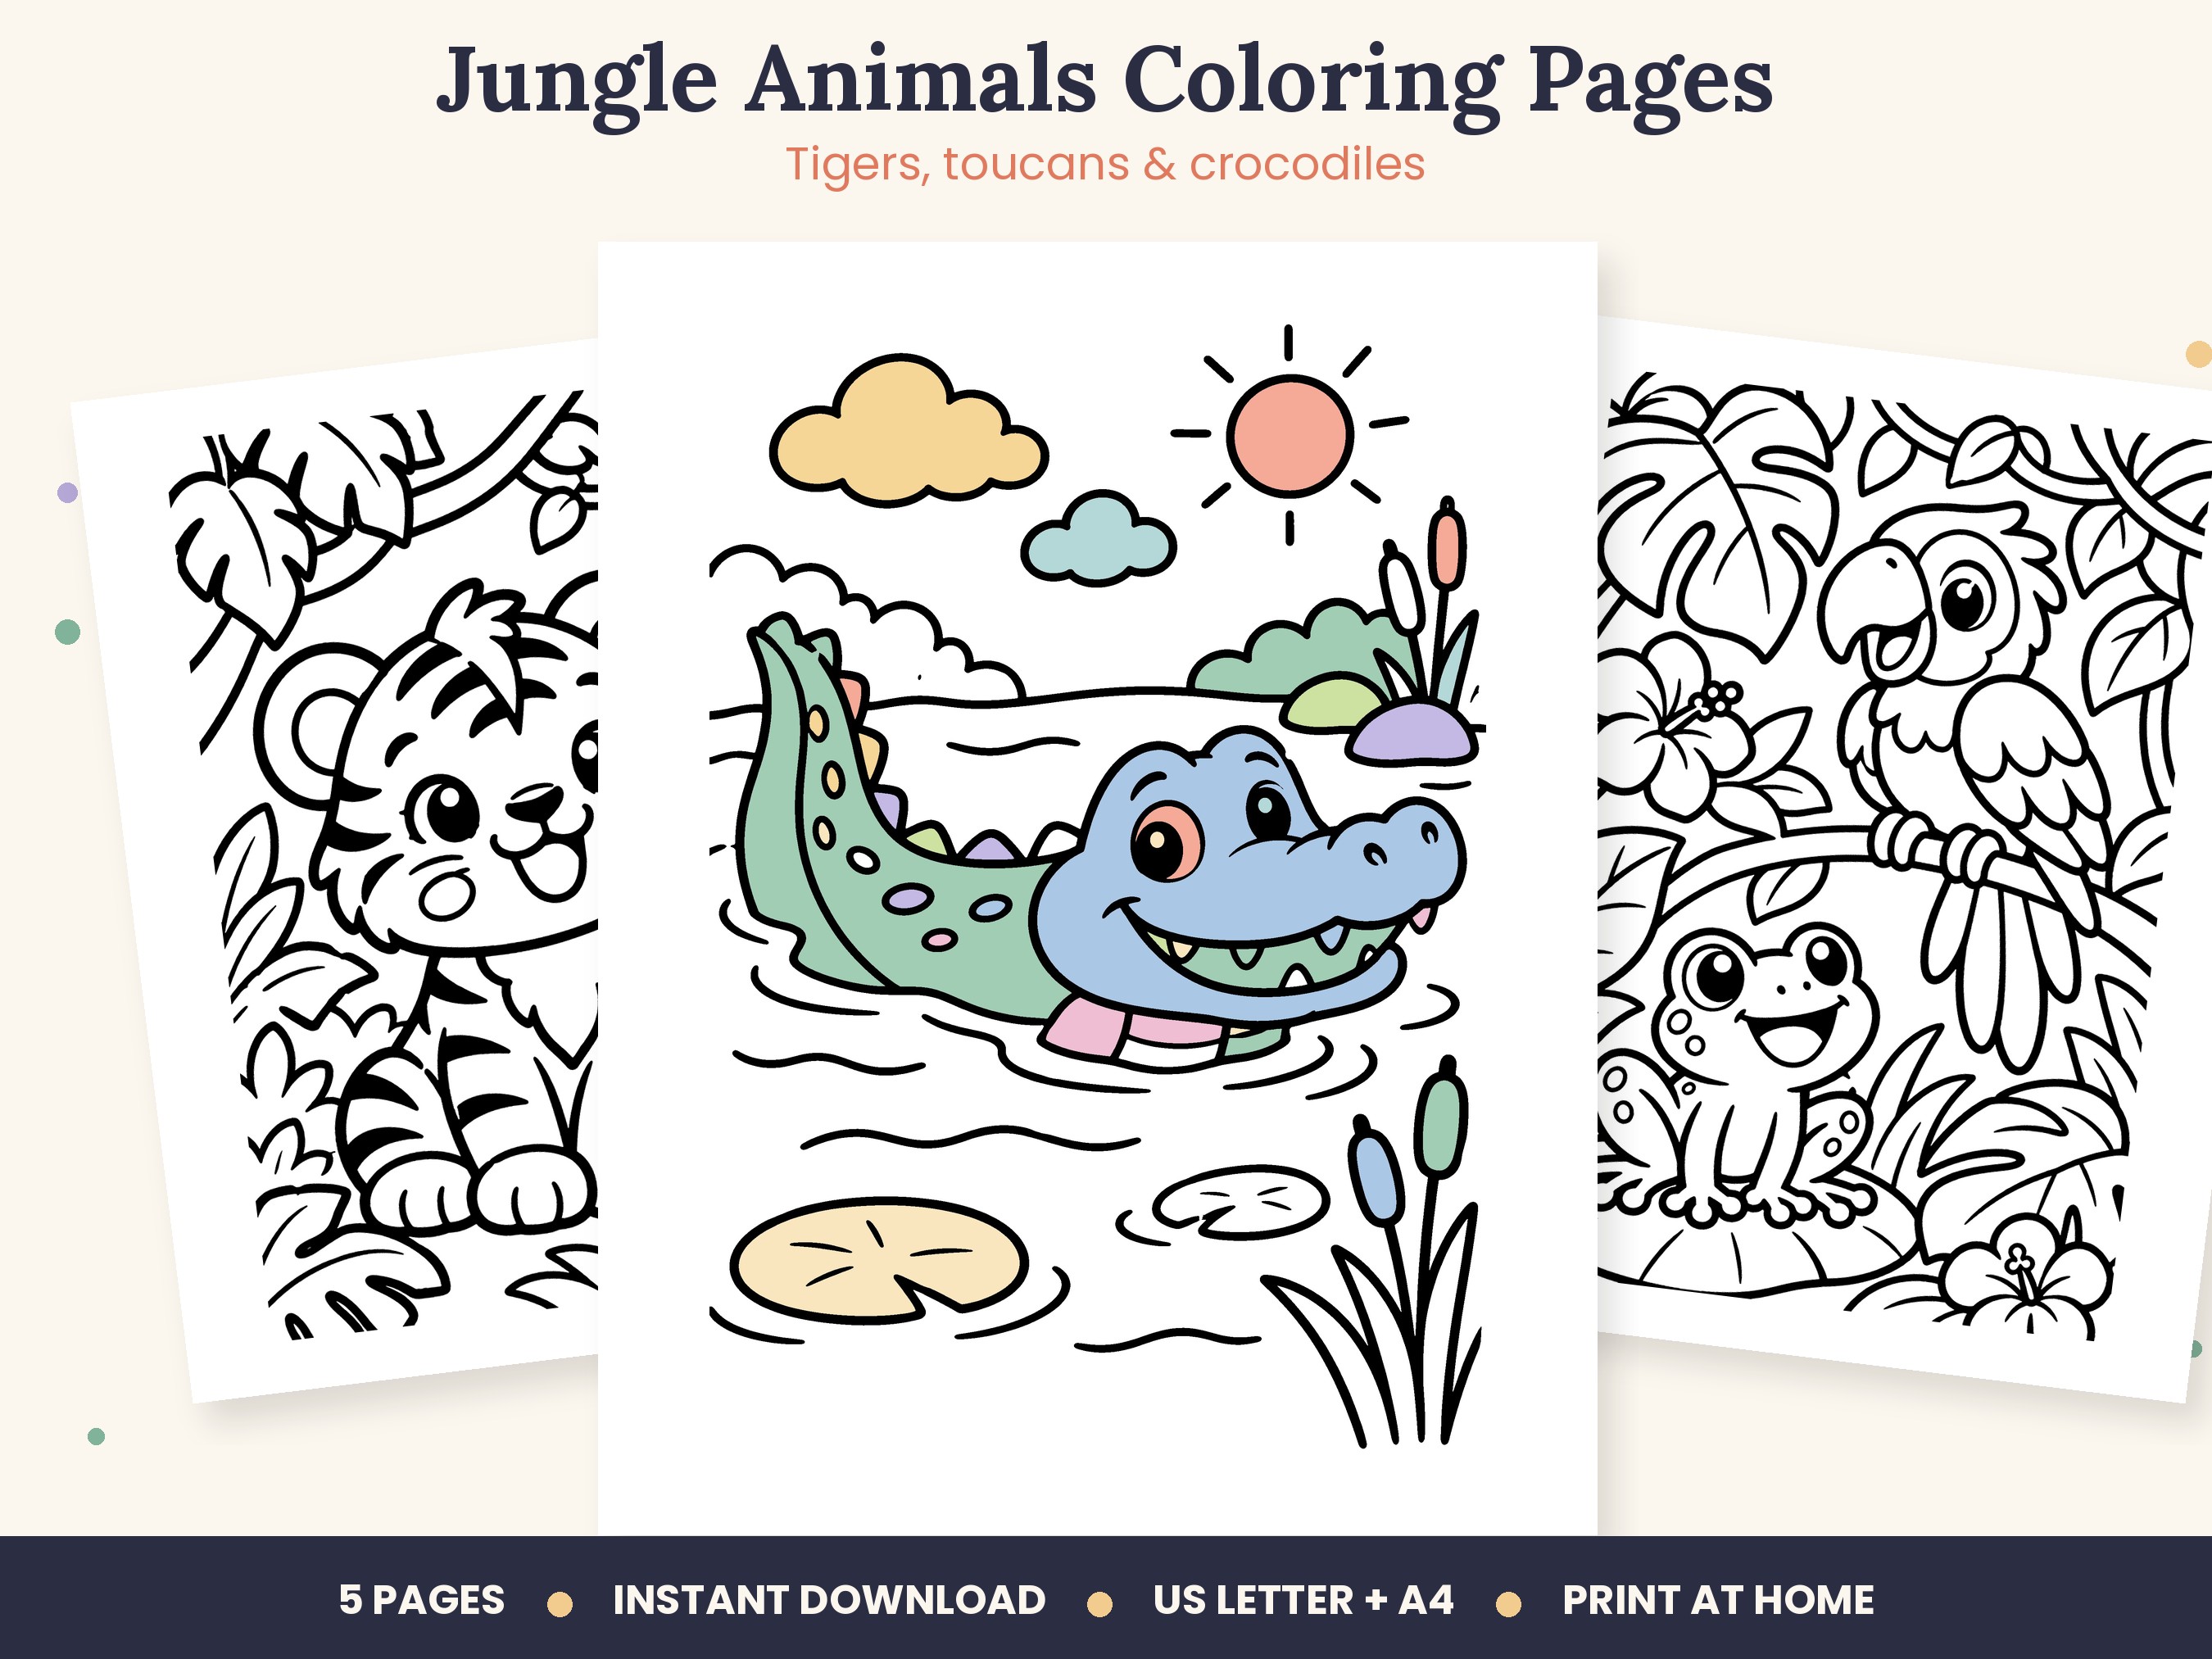 Jungle Animals Coloring Pages
Tigers, toucans & crocodiles
5 PAGES ● INSTANT DOWNLOAD ● US LETTER + A4 ● PRINT AT HOME